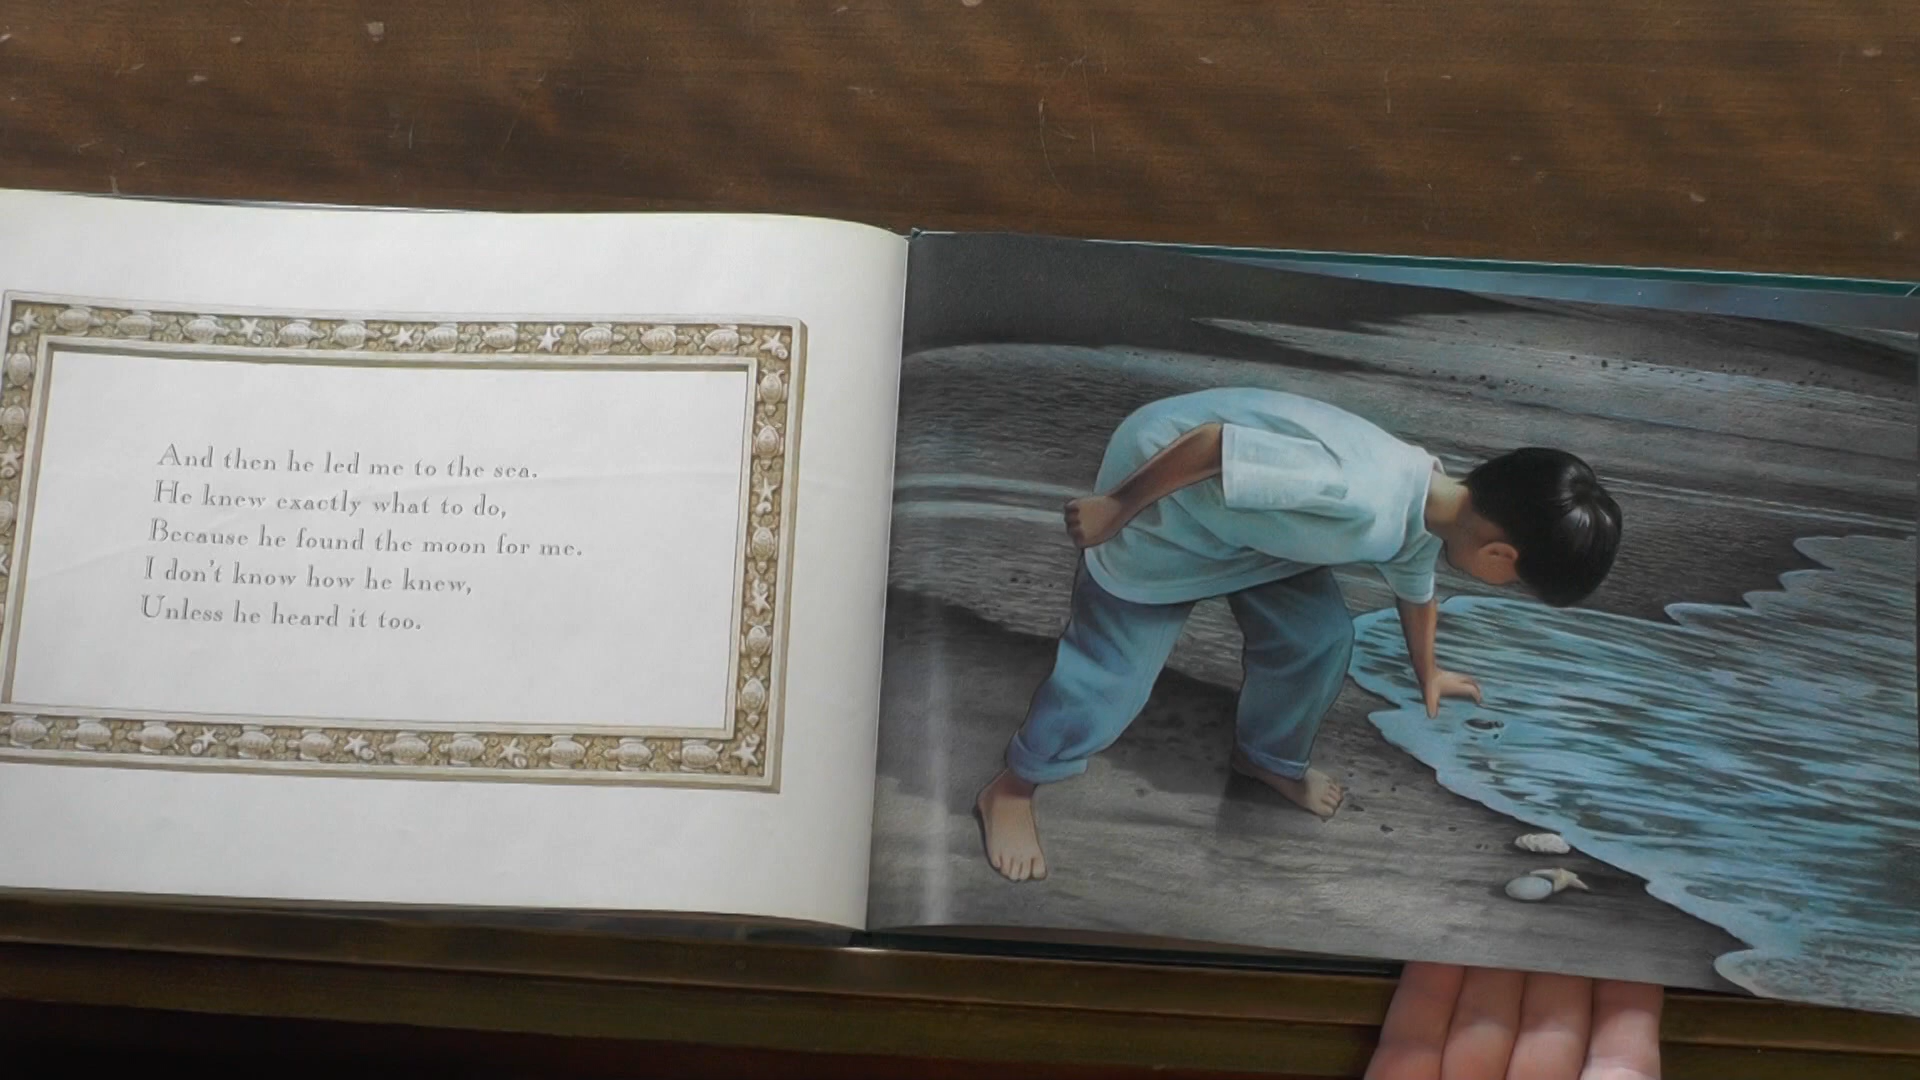 And then he led me to the sea.
He knew exactly what to do,
Because he found the moon for me.
I don't know how he knew,
Unless he heard it too.